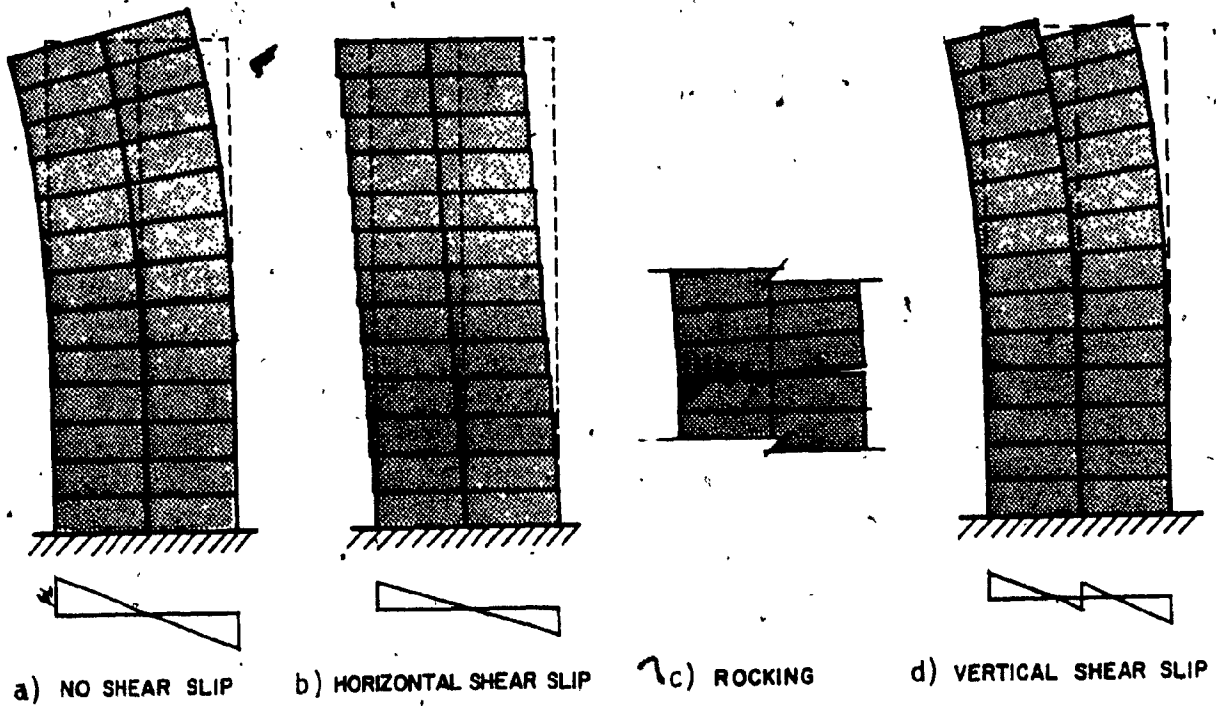 a) NO SHEAR SLIP
b) HORIZONTAL SHEAR SLIP
c) ROCKING
d) VERTICAL SHEAR SLIP